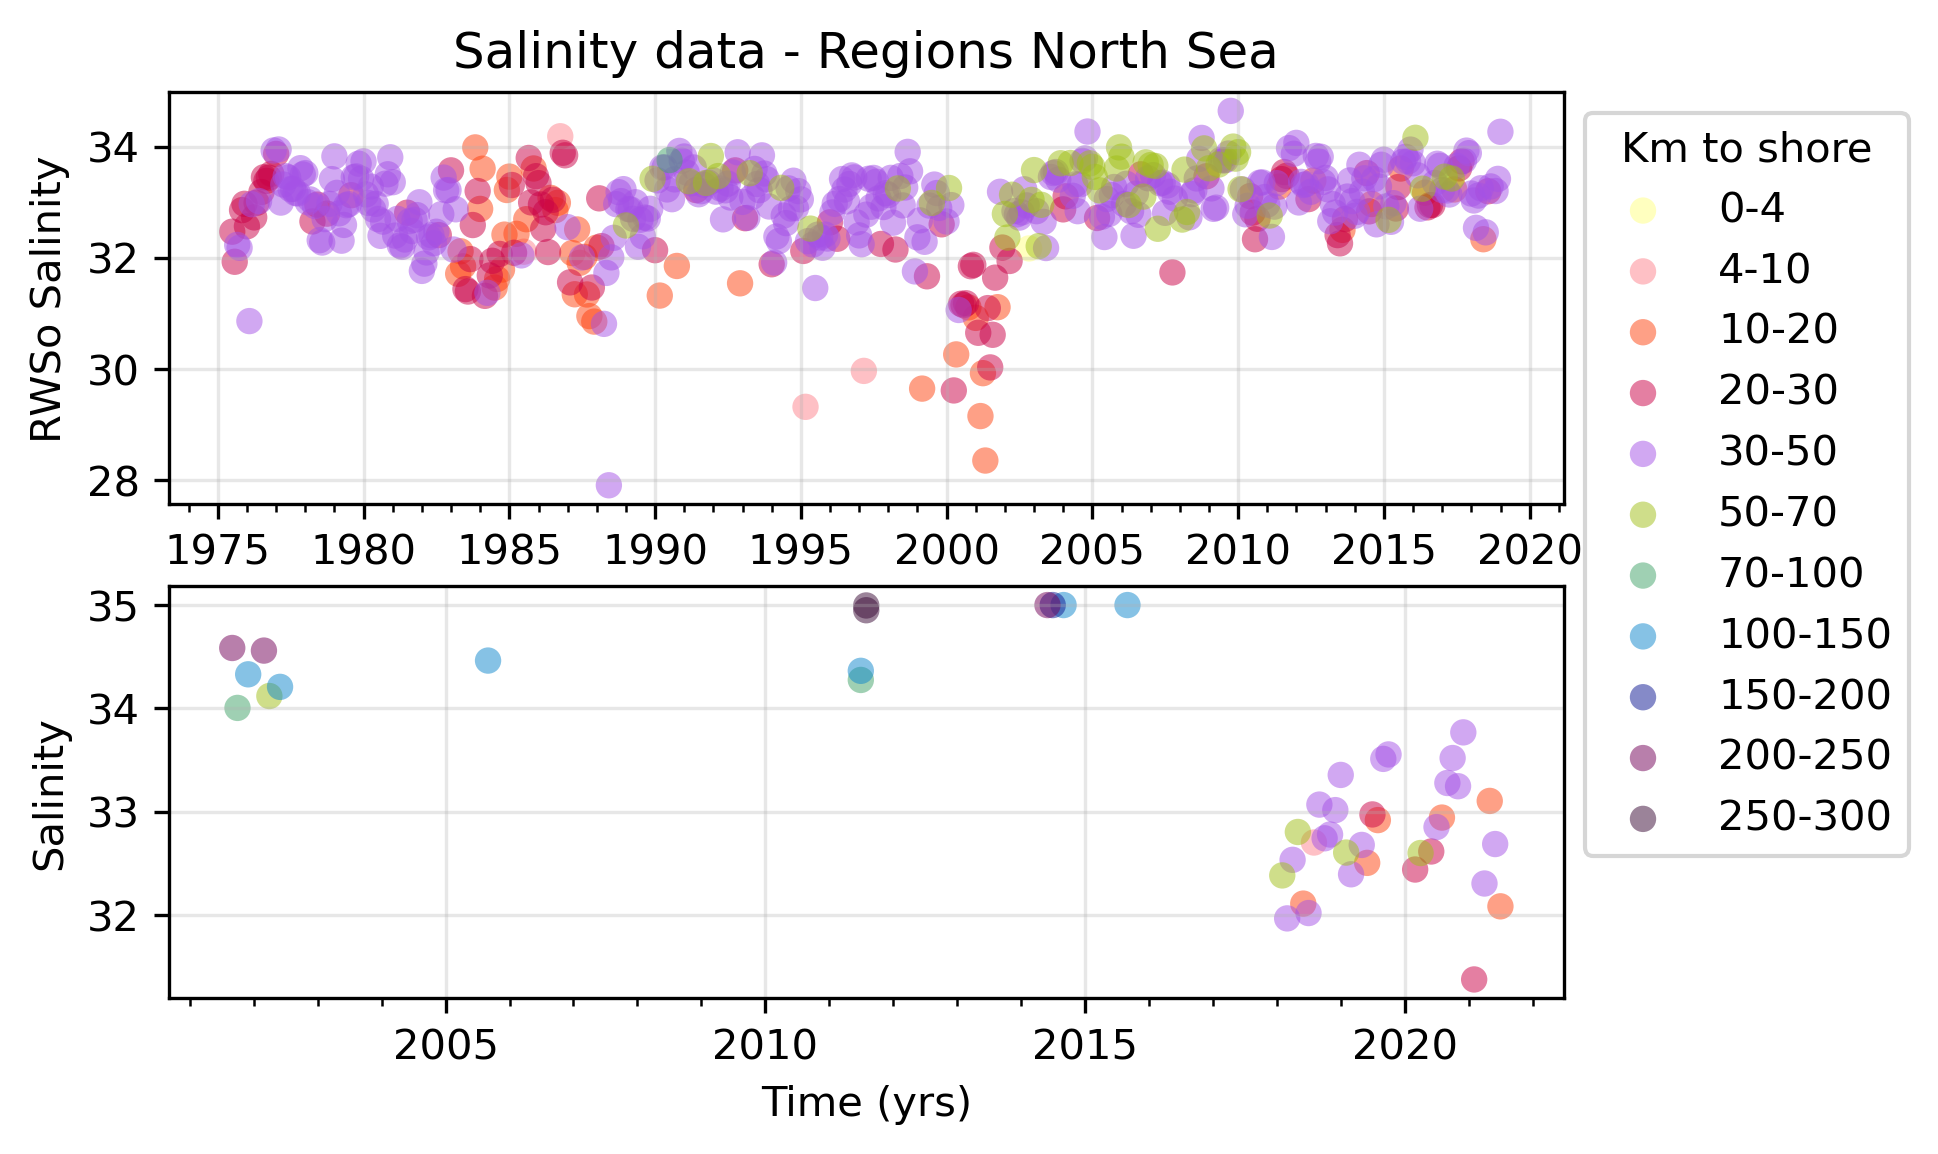 Salinity data - Regions North Sea
RWSo Salinity
34
32
30
28
1975 1980 1985 1990 1995 2000 2005 2010 2015 2020
Salinity
35
34
33
32
2005 2010 2015 2020
Time (yrs)
Km to shore
0-4
4-10
10-20
20-30
30-50
50-70
70-100
100-150
150-200
200-250
250-300